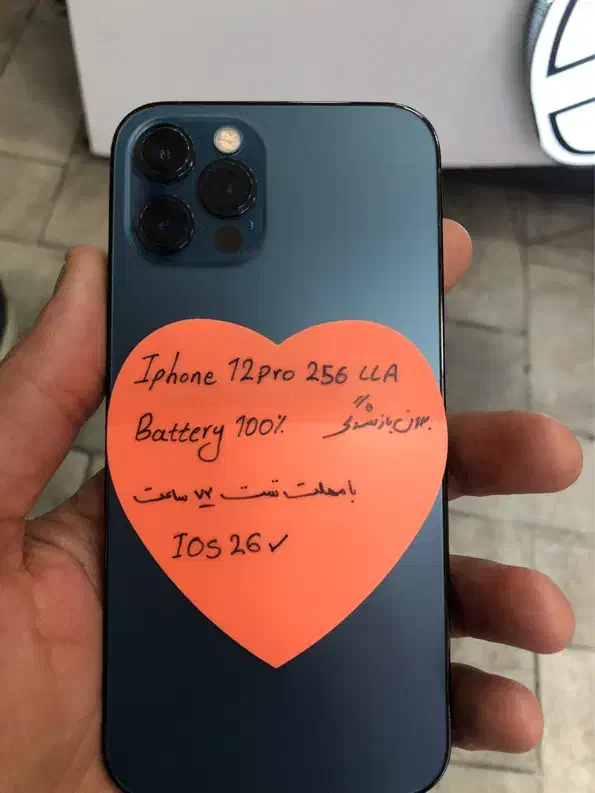 Iphone 12pro 256 LLA
Battery 100% بدون بازشدگی
با مهلت تست ۷۲ ساعت
IOS 26 ✓